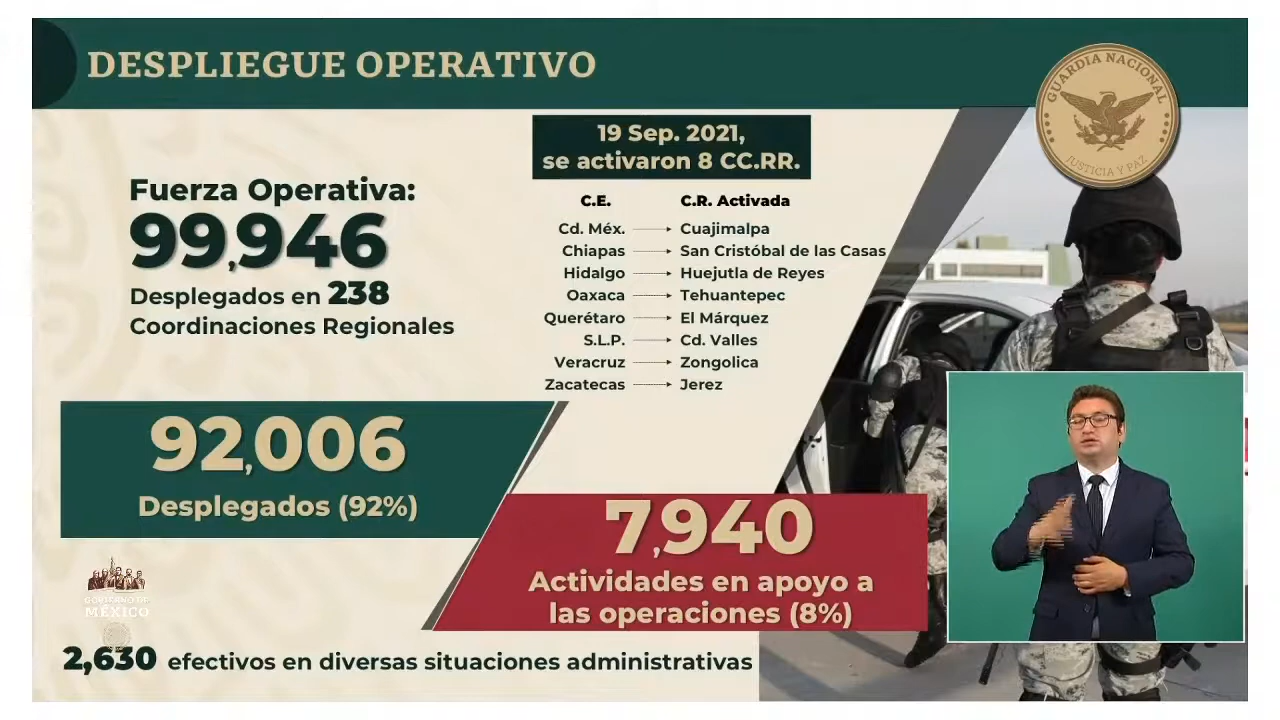 DESPLIEGUE OPERATIVO
GUARDIA NACIONAL
JUSTICIA Y PAZ
19 Sep. 2021,
se activaron 8 CC.RR.
Fuerza Operativa:
99,946
Desplegados en 238
Coordinaciones Regionales
C.E. C.R. Activada
Cd. Méx. Cuajimalpa
Chiapas San Cristóbal de las Casas
Hidalgo Huejutla de Reyes
Oaxaca Tehuantepec
Querétaro El Márquez
S.L.P. Cd. Valles
Veracruz Zongolica
Zacatecas Jerez
92,006
Desplegados (92%)
7,940
Actividades en apoyo a
las operaciones (8%)
GOBIERNO DE
MÉXICO
2,630 efectivos en diversas situaciones administrativas